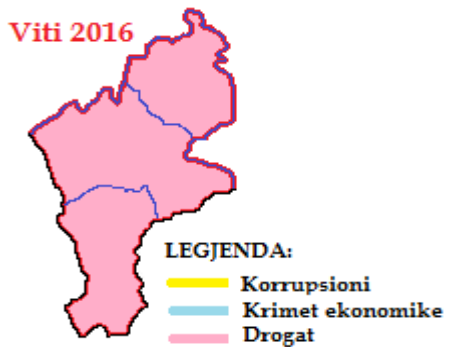 Viti 2016
LEGJENDA:
Korrupsioni
Krimet ekonomike
Drogat